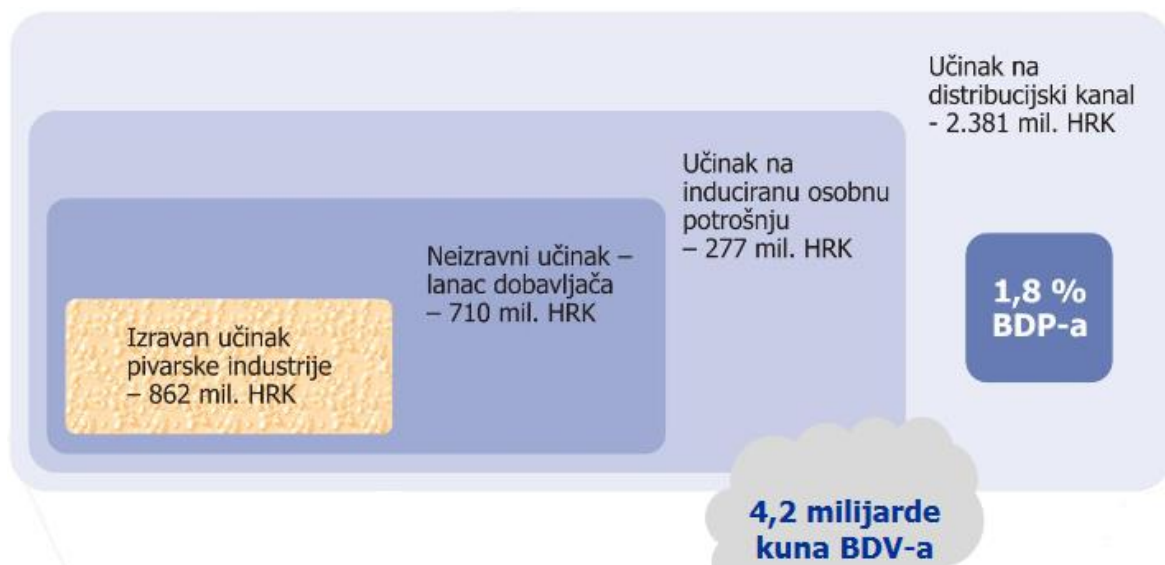 Učinak na
distribucijski kanal
- 2.381 mil. HRK
Učinak na
induciranu osobnu
potrošnju
– 277 mil. HRK
Neizravni učinak –
lanac dobavljača
– 710 mil. HRK
Izravan učinak
pivarske industrije
– 862 mil. HRK
1,8 %
BDP-a
4,2 milijarde
kuna BDV-a